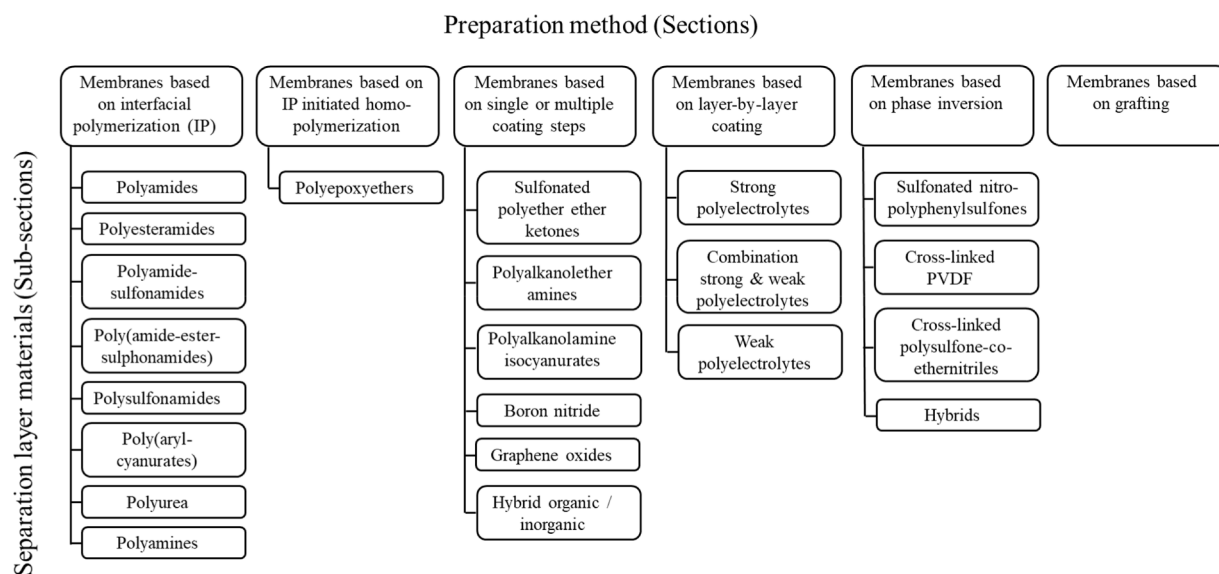 Preparation method (Sections)
Separation layer materials (Sub-sections)
Membranes based
on interfacial
polymerization (IP)
Polyamides
Polyesteramides
Polyamide-
sulfonamides
Poly(amide-ester-
sulphonamides)
Polysulfonamides
Poly(aryl-
cyanurates)
Polyurea
Polyamines
Membranes based on
IP initiated homo-
polymerization
Polyepoxyethers
Membranes based
on single or multiple
coating steps
Sulfonated
polyether ether
ketones
Polyalkanolether
amines
Polyalkanolamine
isocyanurates
Boron nitride
Graphene oxides
Hybrid organic /
inorganic
Membranes based
on layer-by-layer
coating
Strong
polyelectrolytes
Combination
strong & weak
polyelectrolytes
Weak
polyelectrolytes
Membranes based
on phase inversion
Sulfonated nitro-
polyphenylsulfones
Cross-linked
PVDF
Cross-linked
polysulfone-co-
ethernitriles
Hybrids
Membranes based
on grafting